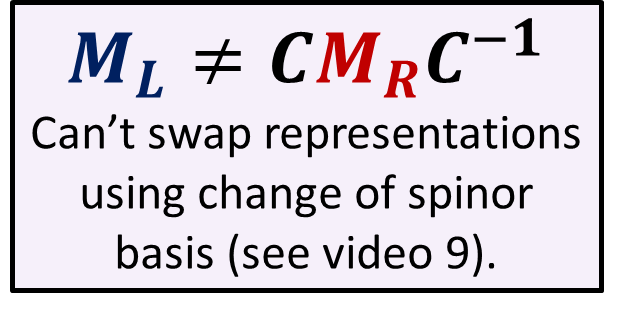 M_L ≠ CM_RC⁻¹
Can’t swap representations
using change of spinor
basis (see video 9).